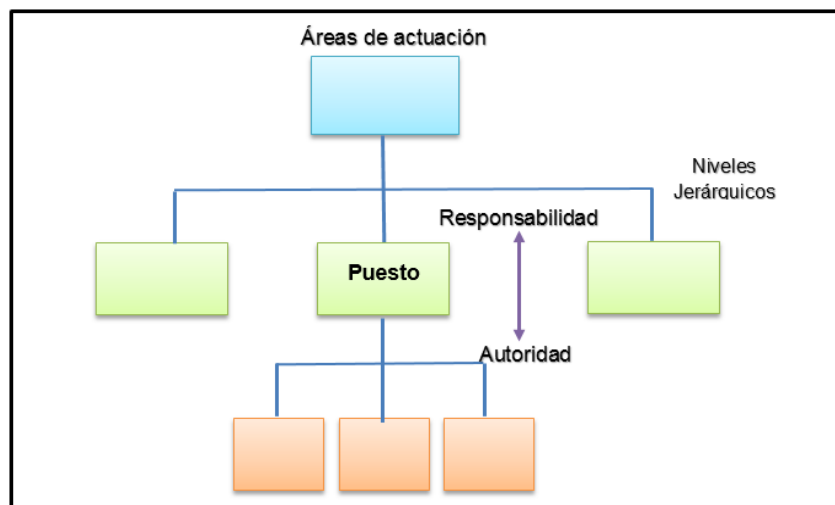 Áreas de actuación
Niveles
Jerárquicos
Responsabilidad
Puesto
Autoridad